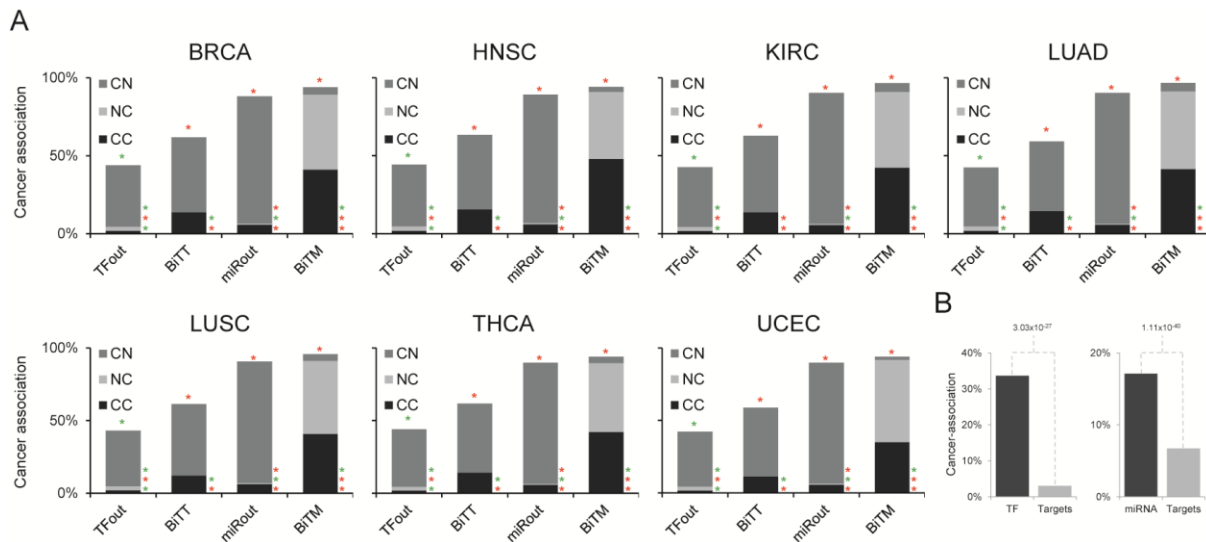 A
BRCA
HNSC
KIRC
LUAD
Cancer association
100%
50%
0%
CN
NC
CC
TFout
BiTT
miRout
BiTM
CN
NC
CC
TFout
BiTT
miRout
BiTM
CN
NC
CC
TFout
BiTT
miRout
BiTM
CN
NC
CC
TFout
BiTT
miRout
BiTM
LUSC
THCA
UCEC
Cancer association
100%
50%
0%
CN
NC
CC
TFout
BiTT
miRout
BiTM
CN
NC
CC
TFout
BiTT
miRout
BiTM
CN
NC
CC
TFout
BiTT
miRout
BiTM
B
Cancer-association
3.03x10-27
40%
30%
20%
10%
0%
TF Targets
1.11x10-40
20%
10%
0%
miRNA Targets